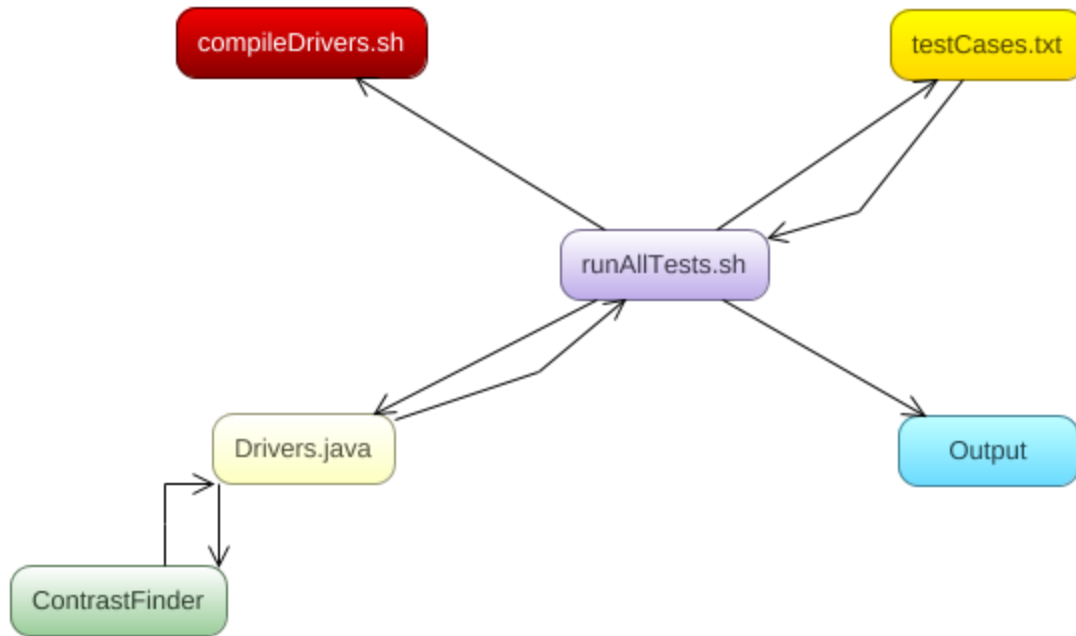 compileDrivers.sh
testCases.txt
runAllTests.sh
Drivers.java
Output
ContrastFinder